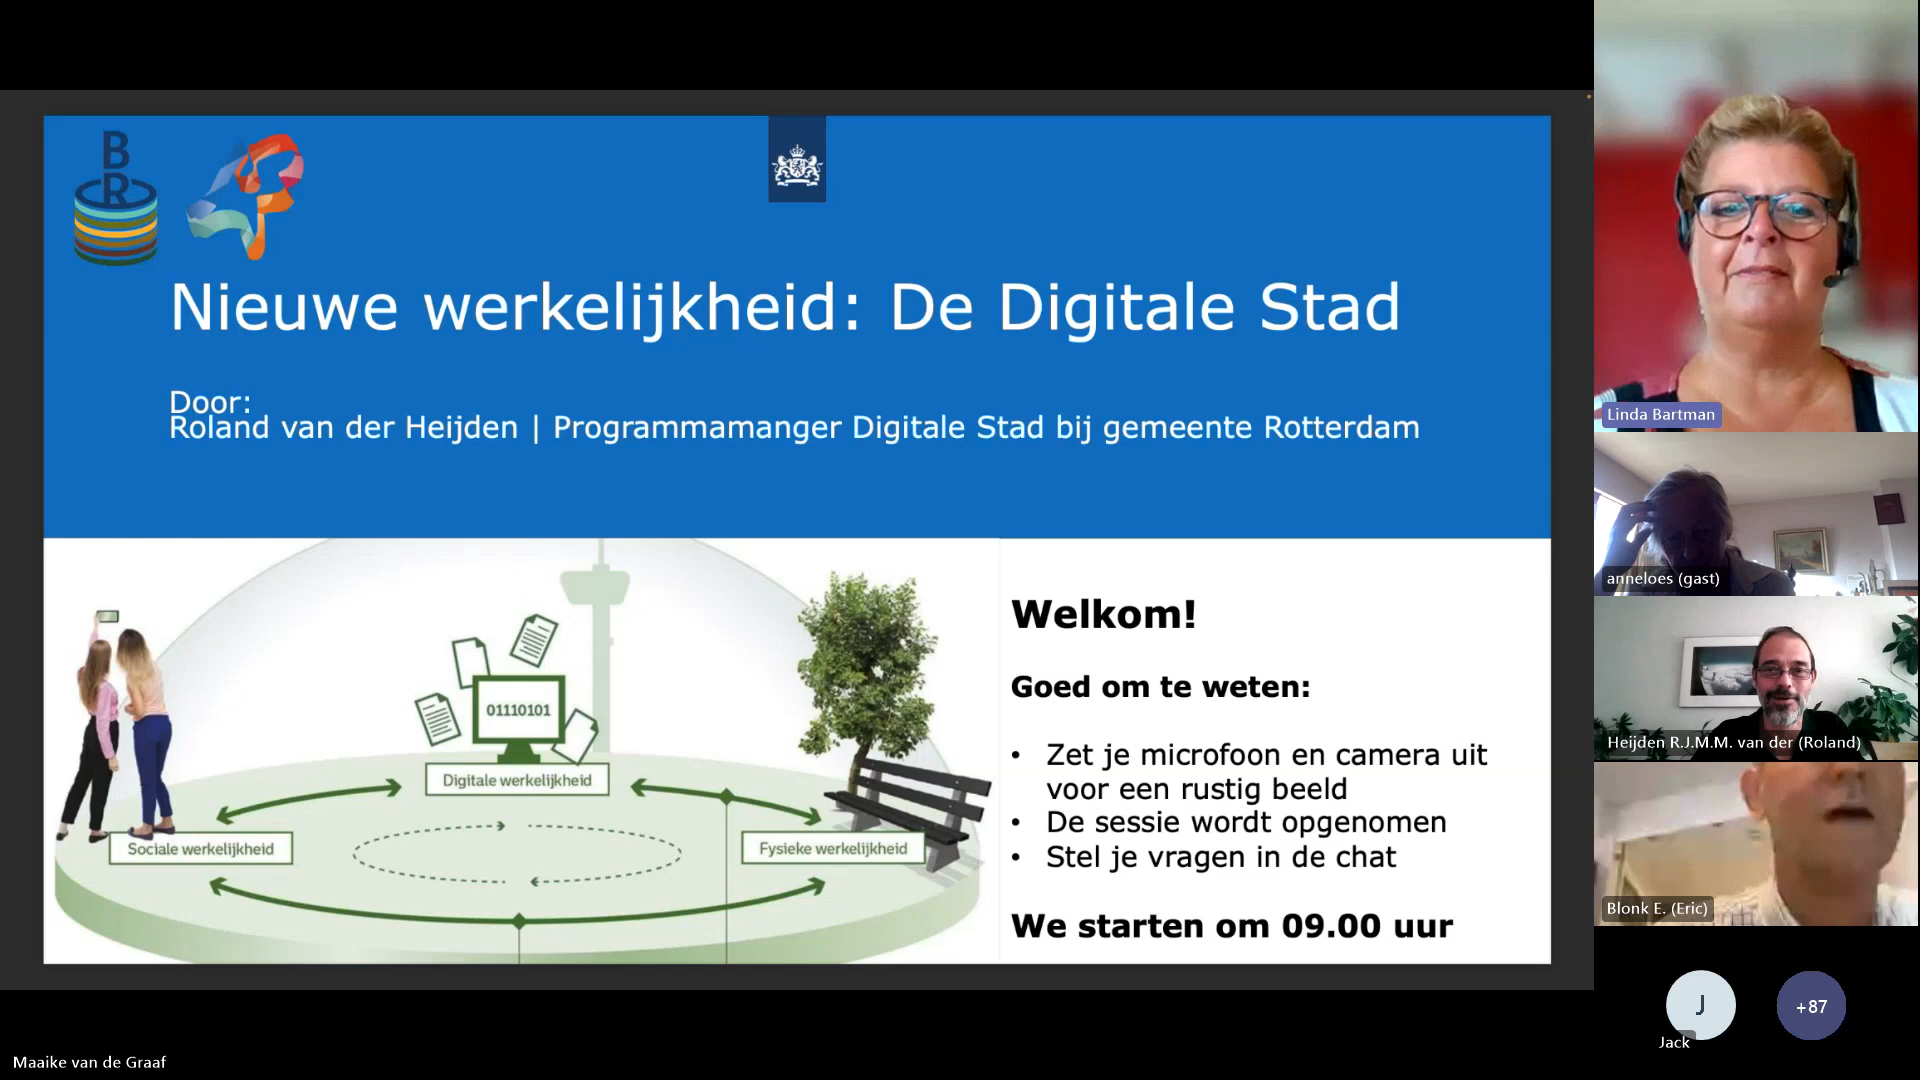 B
R
Nieuwe werkelijkheid: De Digitale Stad
Door:
Roland van der Heijden | Programmamanger Digitale Stad bij gemeente Rotterdam
01110101
Digitale werkelijkheid
Sociale werkelijkheid
Fysieke werkelijkheid
Welkom!
Goed om te weten:
• Zet je microfoon en camera uit
voor een rustig beeld
• De sessie wordt opgenomen
• Stel je vragen in de chat
We starten om 09.00 uur
Linda Bartman
anneloes (gast)
Heijden R.J.M.M. van der (Roland)
Blonk E. (Eric)
J
+87
Jack
Maaike van de Graaf